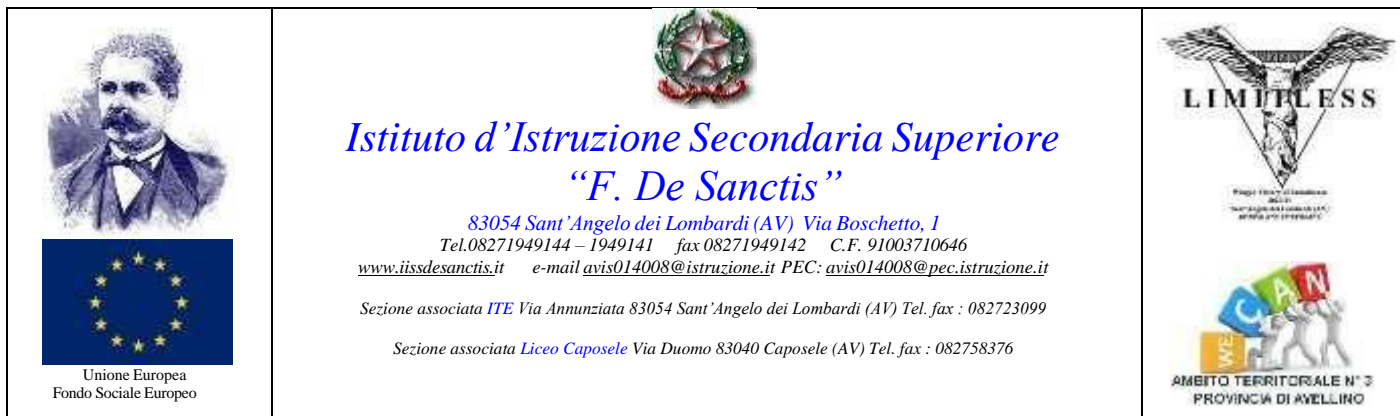 Istituto d’Istruzione Secondaria Superiore
“F. De Sanctis”
83054 Sant’Angelo dei Lombardi (AV) Via Boschetto, 1
Tel.08271949144 – 1949141 fax 08271949142 C.F. 91003710646
www.iissdesanctis.it e-mail avis014008@istruzione.it PEC: avis014008@pec.istruzione.it
Sezione associata ITE Via Annunziata 83054 Sant’Angelo dei Lombardi (AV) Tel. fax : 082723099
Sezione associata Liceo Caposele Via Duomo 83040 Caposele (AV) Tel. fax : 082758376
Unione Europea
Fondo Sociale Europeo
LIMITLESS
WE CAN
AMBITO TERRITORIALE N° 3
PROVINCIA DI AVELLINO